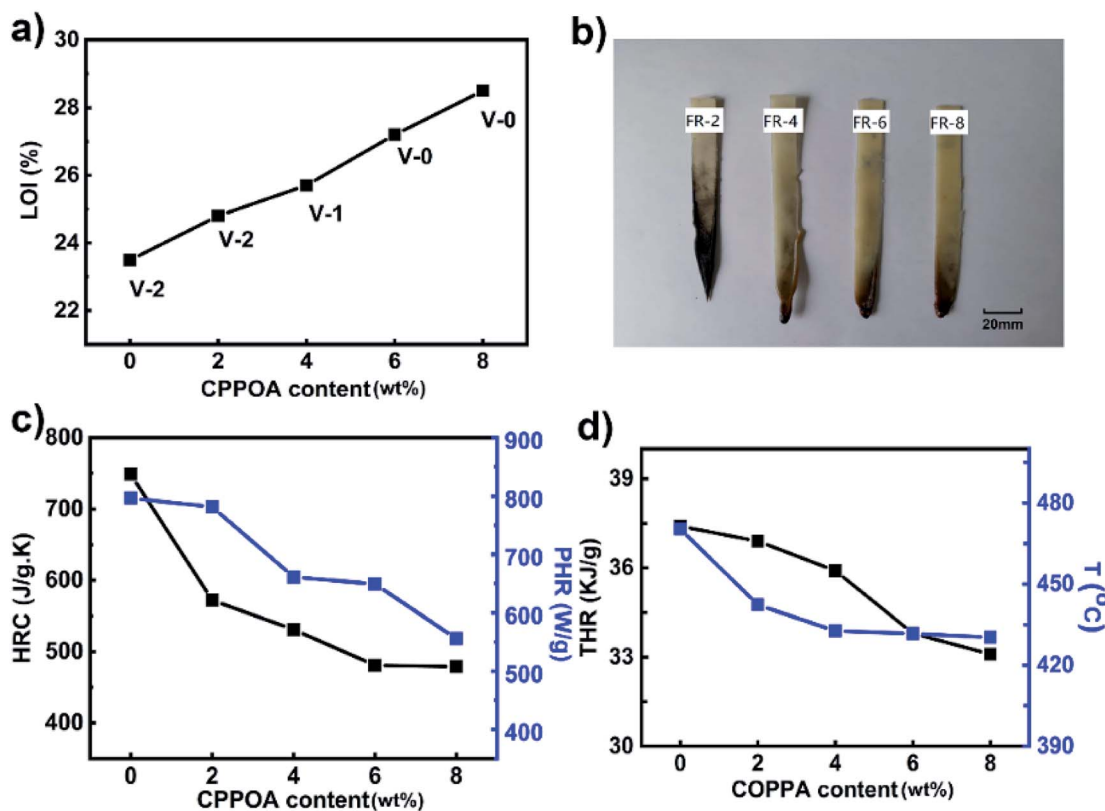 a)
30
28
26
24
22
LOI (%)
V-2
V-2
V-1
V-0
V-0
0 2 4 6 8
CPPOA content(wt%)
b)
FR-2 FR-4 FR-6 FR-8
20mm
c)
800
700
600
500
400
HRC (J/g.K)
900
800
700
600
500
400
PHR (W/g)
0 2 4 6 8
CPPOA content(wt%)
d)
39
36
33
30
THR (KJ/g)
480
450
420
390
T (°C)
0 2 4 6 8
COPPA content(wt%)